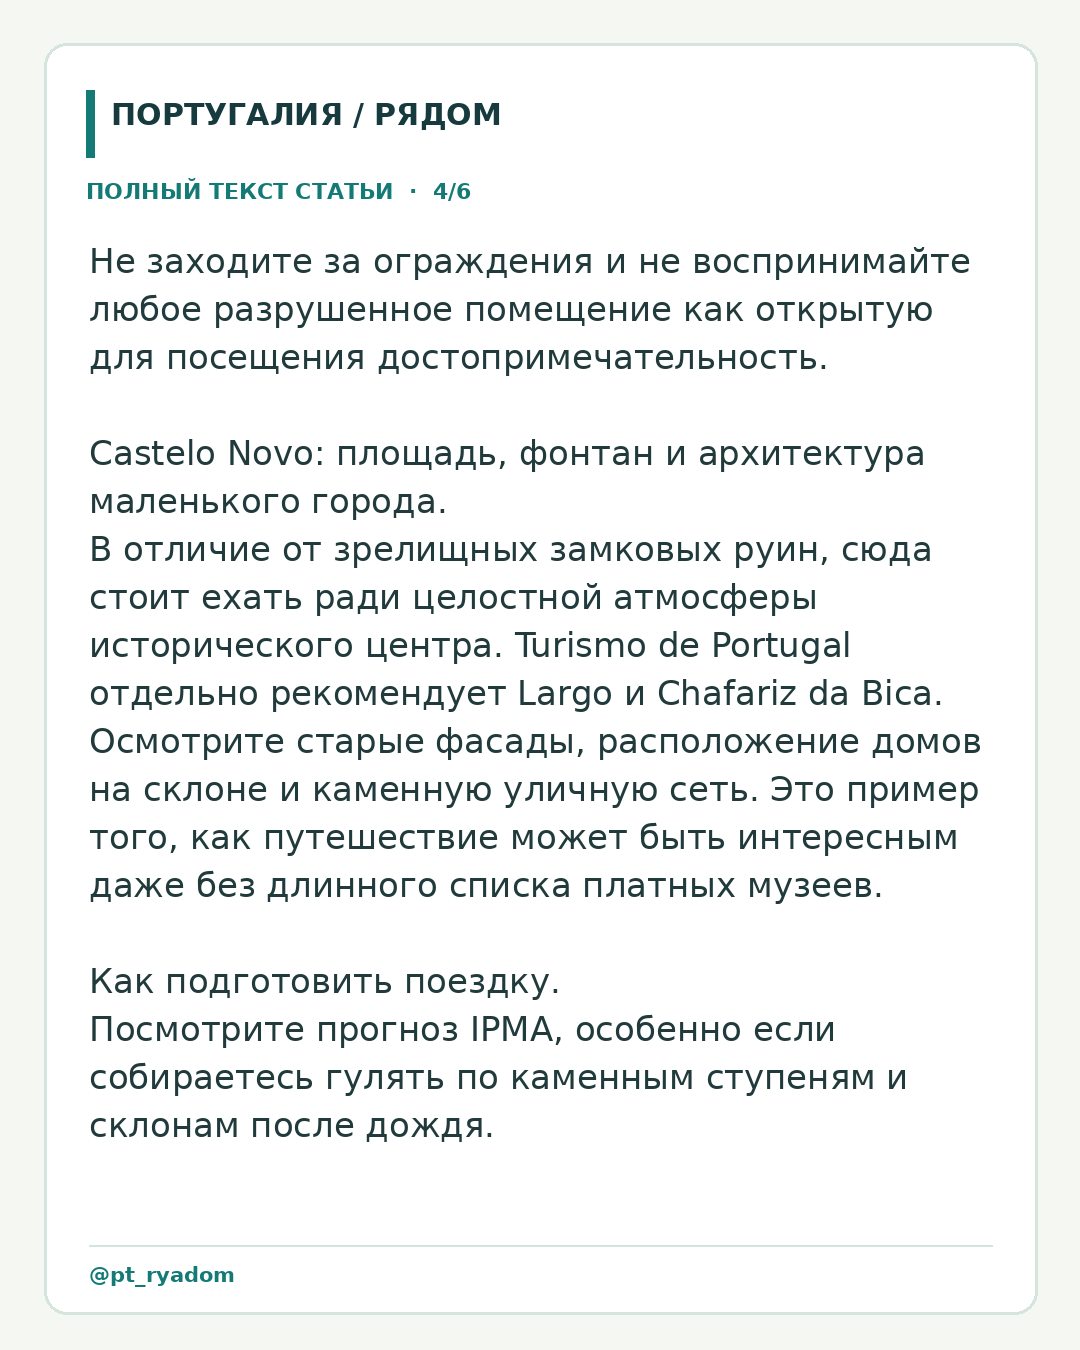 ПОРТУГАЛИЯ / РЯДОМ
ПОЛНЫЙ ТЕКСТ СТАТЬИ · 4/6
Не заходите за ограждения и не воспринимайте
любое разрушенное помещение как открытую
для посещения достопримечательность.
Castelo Novo: площадь, фонтан и архитектура
маленького города.
В отличие от зрелищных замковых руин, сюда
стоит ехать ради целостной атмосферы
исторического центра. Turismo de Portugal
отдельно рекомендует Largo и Chafariz da Bica.
Осмотрите старые фасады, расположение домов
на склоне и каменную уличную сеть. Это пример
того, как путешествие может быть интересным
даже без длинного списка платных музеев.
Как подготовить поездку.
Посмотрите прогноз IPMA, особенно если
собираетесь гулять по каменным ступеням и
склонам после дождя.
@pt_ryadom